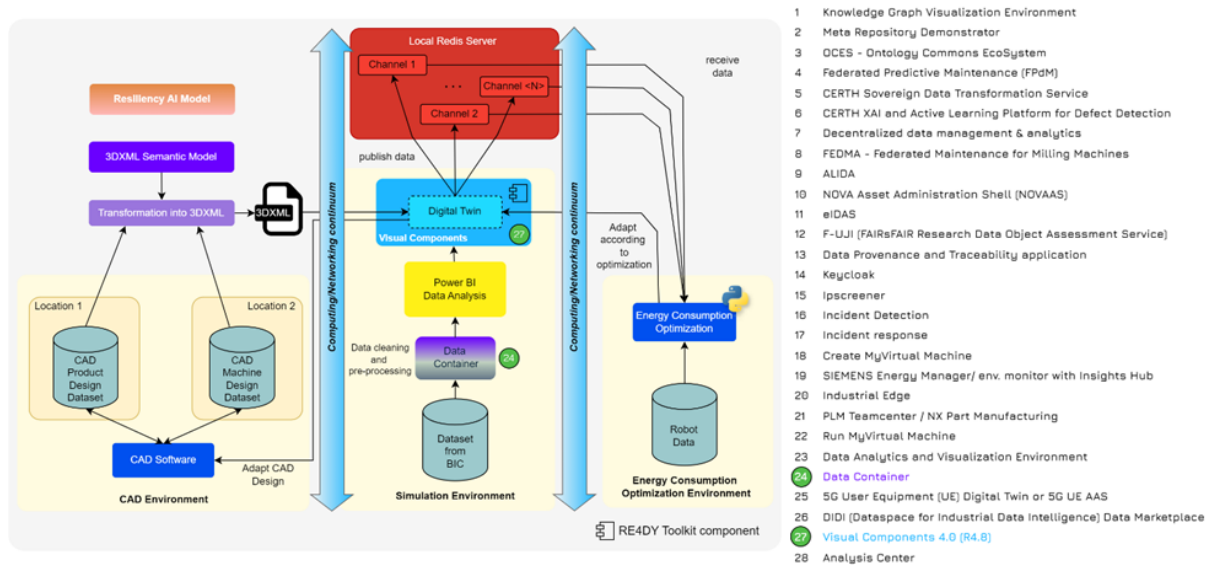 Local Redis Server
Channel 1
. . .
Channel <N>
Channel 2
receive
data
Resiliency AI Model
3DXML Semantic Model
Transformation into 3DXML
3DXML
publish data
Digital Twin
Visual Components
27
Computing/Networking continuum
Computing/Networking continuum
Adapt
according
to
optimization
Power BI
Data Analysis
Data cleaning
and
pre-processing
Data
Container
24
Energy Consumption
Optimization
Location 1
Location 2
CAD
Product
Design
Dataset
CAD
Machine
Design
Dataset
Dataset
from
BIC
Robot
Data
CAD Software
Adapt CAD
Design
CAD Environment
Simulation Environment
Energy Consumption
Optimization Environment
RE4DY Toolkit component
1 Knowledge Graph Visualization Environment
2 Meta Repository Demonstrator
3 OCES - Ontology Commons EcoSystem
4 Federated Predictive Maintenance (FPdM)
5 CERTH Sovereign Data Transformation Service
6 CERTH XAI and Active Learning Platform for Defect Detection
7 Decentralized data management & analytics
8 FEDMA - Federated Maintenance for Milling Machines
9 ALIDA
10 NOVA Asset Administration Shell (NOVAAS)
11 eIDAS
12 F-UJI (FAIRsFAIR Research Data Object Assessment Service)
13 Data Provenance and Traceability application
14 Keycloak
15 Ipscreener
16 Incident Detection
17 Incident response
18 Create MyVirtual Machine
19 SIEMENS Energy Manager/ env. monitor with Insights Hub
20 Industrial Edge
21 PLM Teamcenter / NX Part Manufacturing
22 Run MyVirtual Machine
23 Data Analytics and Visualization Environment
24 Data Container
25 5G User Equipment (UE) Digital Twin or 5G UE AAS
26 DIDI (Dataspace for Industrial Data Intelligence) Data Marketplace
27 Visual Components 4.0 (R4.8)
28 Analysis Center